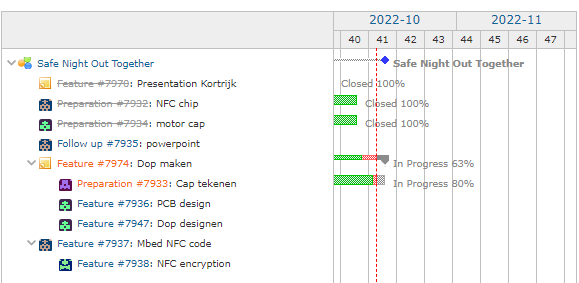 2022-10 2022-11
40 41 42 43 44 45 46 47
Safe Night Out Together Safe Night Out Together
Feature #7970: Presentation Kortrijk Closed 100%
Preparation #7932: NFC chip Closed 100%
Preparation #7934: motor cap Closed 100%
Follow up #7935: powerpoint
Feature #7974: Dop maken In Progress 63%
Preparation #7933: Cap tekenen In Progress 80%
Feature #7936: PCB design
Feature #7947: Dop designen
Feature #7937: Mbed NFC code
Feature #7938: NFC encryption